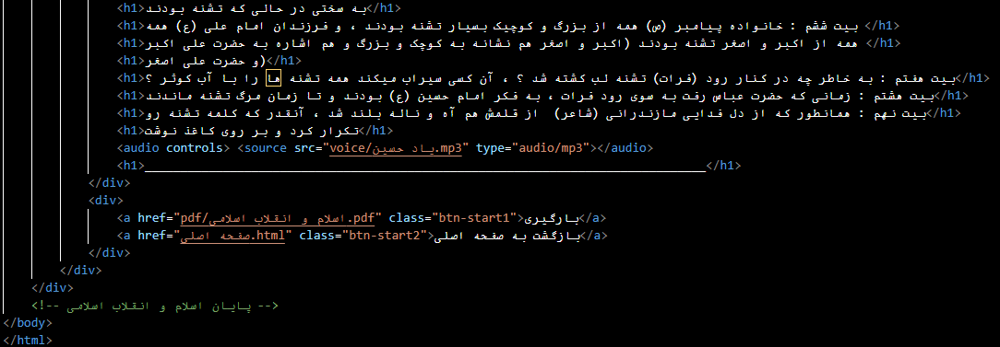 <h1>به سختی در حالی که تشنه بودند</h1>
<h1>بیت ششم : خانواده پیامبر (ص) همه از بزرگ و کوچیک بسیار تشنه بودند ، و فرزندان امام علی (ع) همه</h1>
<h1>همه از اکبر و اصغر تشنه بودند (اکبر و اصغر هم نشانه به کوچک و بزرگ و هم اشاره به حضرت علی اکبر</h1>
<h1>و حضرت علی اصغر)</h1>
<h1>بیت هفتم : به خاطر چه در کنار رود (فرات) تشنه لب کشته شد ؟ ، آن کسی سیراب میکند همه تشنه ها را با آب کوثر ؟</h1>
<h1>بیت هشتم : زمانی که حضرت عباس رفت به سوی رود فرات ، به فکر امام حسین (ع) بودند و تا زمان مرگ تشنه ماندند</h1>
<h1>بیت نهم : همانطور که از دل فدایی مازندرانی (شاعر) از قلمش هم آه و ناله بلند شد ، آنقدر که کلمه تشنه رو</h1>
<h1>تکرار کرد و بر روی کاغذ نوشت</h1>
<audio controls> <source src="voice/یاد حسین.mp3" type="audio/mp3"></audio>
<h1>_________________________________________________________________________________</h1>
</div>
<div>
<a href="pdf/اسلام و انقلاب اسلامی.pdf" class="btn-start1">بارگیری</a>
<a href="صفحه اصلی.html" class="btn-start2">بازگشت به صفحه اصلی</a>
</div>
</div>
</div>
<!-- پایان اسلام و انقلاب اسلامی -->
</body>
</html>